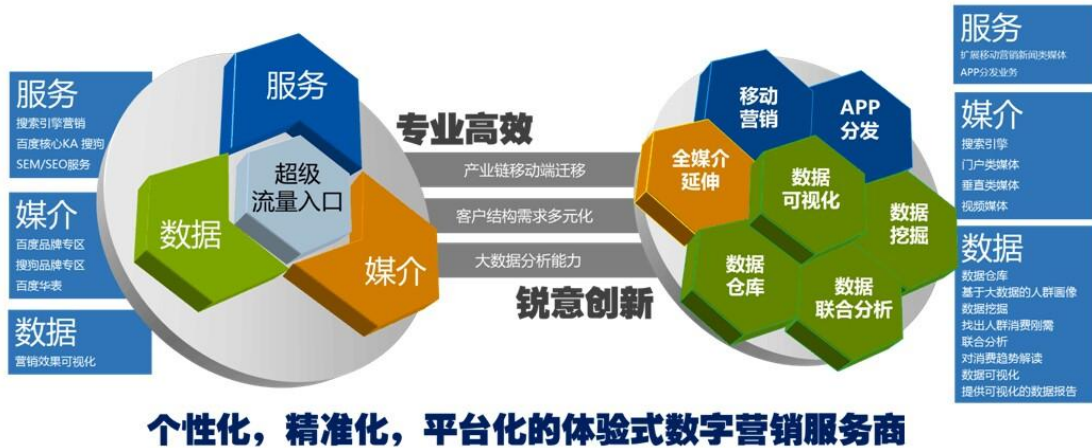 服务
搜索引擎营销
百度核心KA 搜狗
SEM/SEO服务
媒介
百度品牌专区
搜狗品牌专区
百度华表
数据
营销效果可视化
服务
数据
超级
流量入口
媒介
专业高效
产业链移动端迁移
客户结构需求多元化
大数据分析能力
锐意创新
移动
营销
APP
分发
全媒介
延伸
数据
可视化
数据
挖掘
数据
仓库
数据
联合分析
服务
扩展移动营销新闻类媒体
APP分发业务
媒介
搜索引擎
门户类媒体
垂直类媒体
视频媒体
数据
数据仓库
基于大数据的人群画像
数据挖掘
找出人群消费刚需
联合分析
对消费趋势解读
数据可视化
提供可视化的数据报告
个性化，精准化，平台化的体验式数字营销服务商